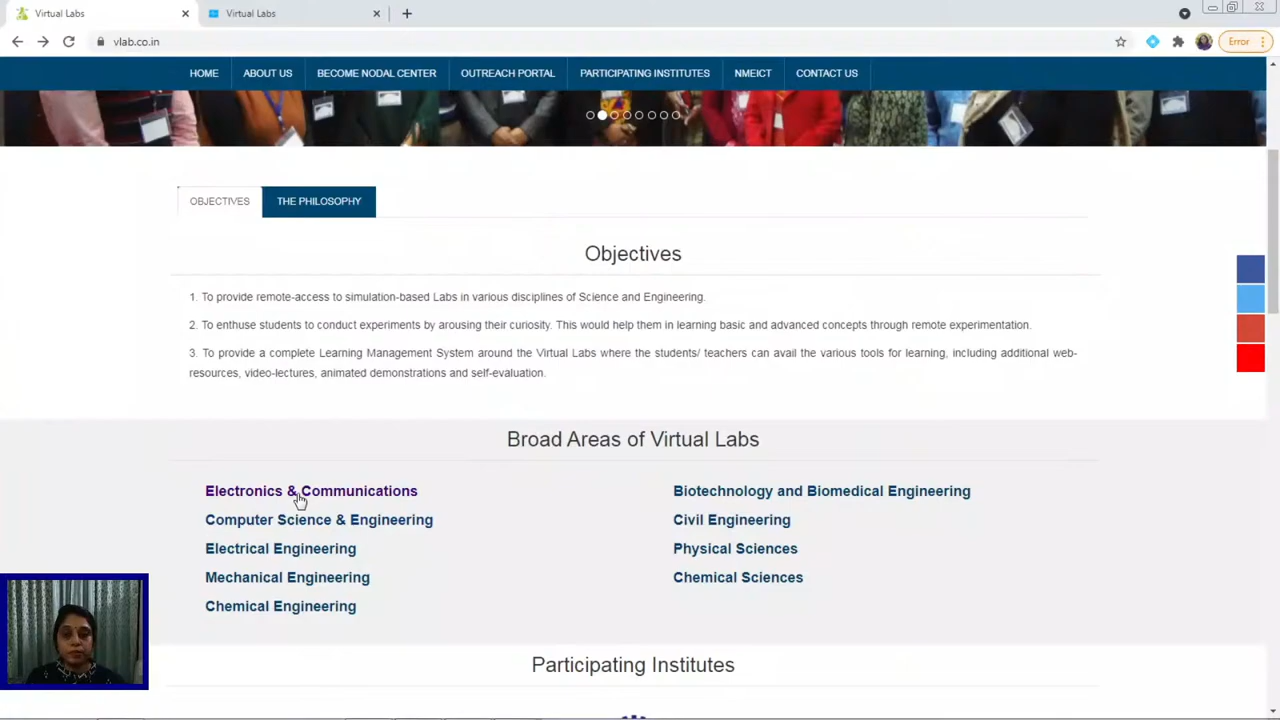 Virtual Labs
Virtual Labs
vlab.co.in
Error
HOME
ABOUT US
BECOME NODAL CENTER
OUTREACH PORTAL
PARTICIPATING INSTITUTES
NMEICT
CONTACT US
OBJECTIVES
THE PHILOSOPHY
Objectives
1. To provide remote-access to simulation-based Labs in various disciplines of Science and Engineering.
2. To enthuse students to conduct experiments by arousing their curiosity. This would help them in learning basic and advanced concepts through remote experimentation.
3. To provide a complete Learning Management System around the Virtual Labs where the students/ teachers can avail the various tools for learning, including additional web-
resources, video-lectures, animated demonstrations and self-evaluation.
Broad Areas of Virtual Labs
Electronics & Communications
Computer Science & Engineering
Electrical Engineering
Mechanical Engineering
Chemical Engineering
Biotechnology and Biomedical Engineering
Civil Engineering
Physical Sciences
Chemical Sciences
Participating Institutes